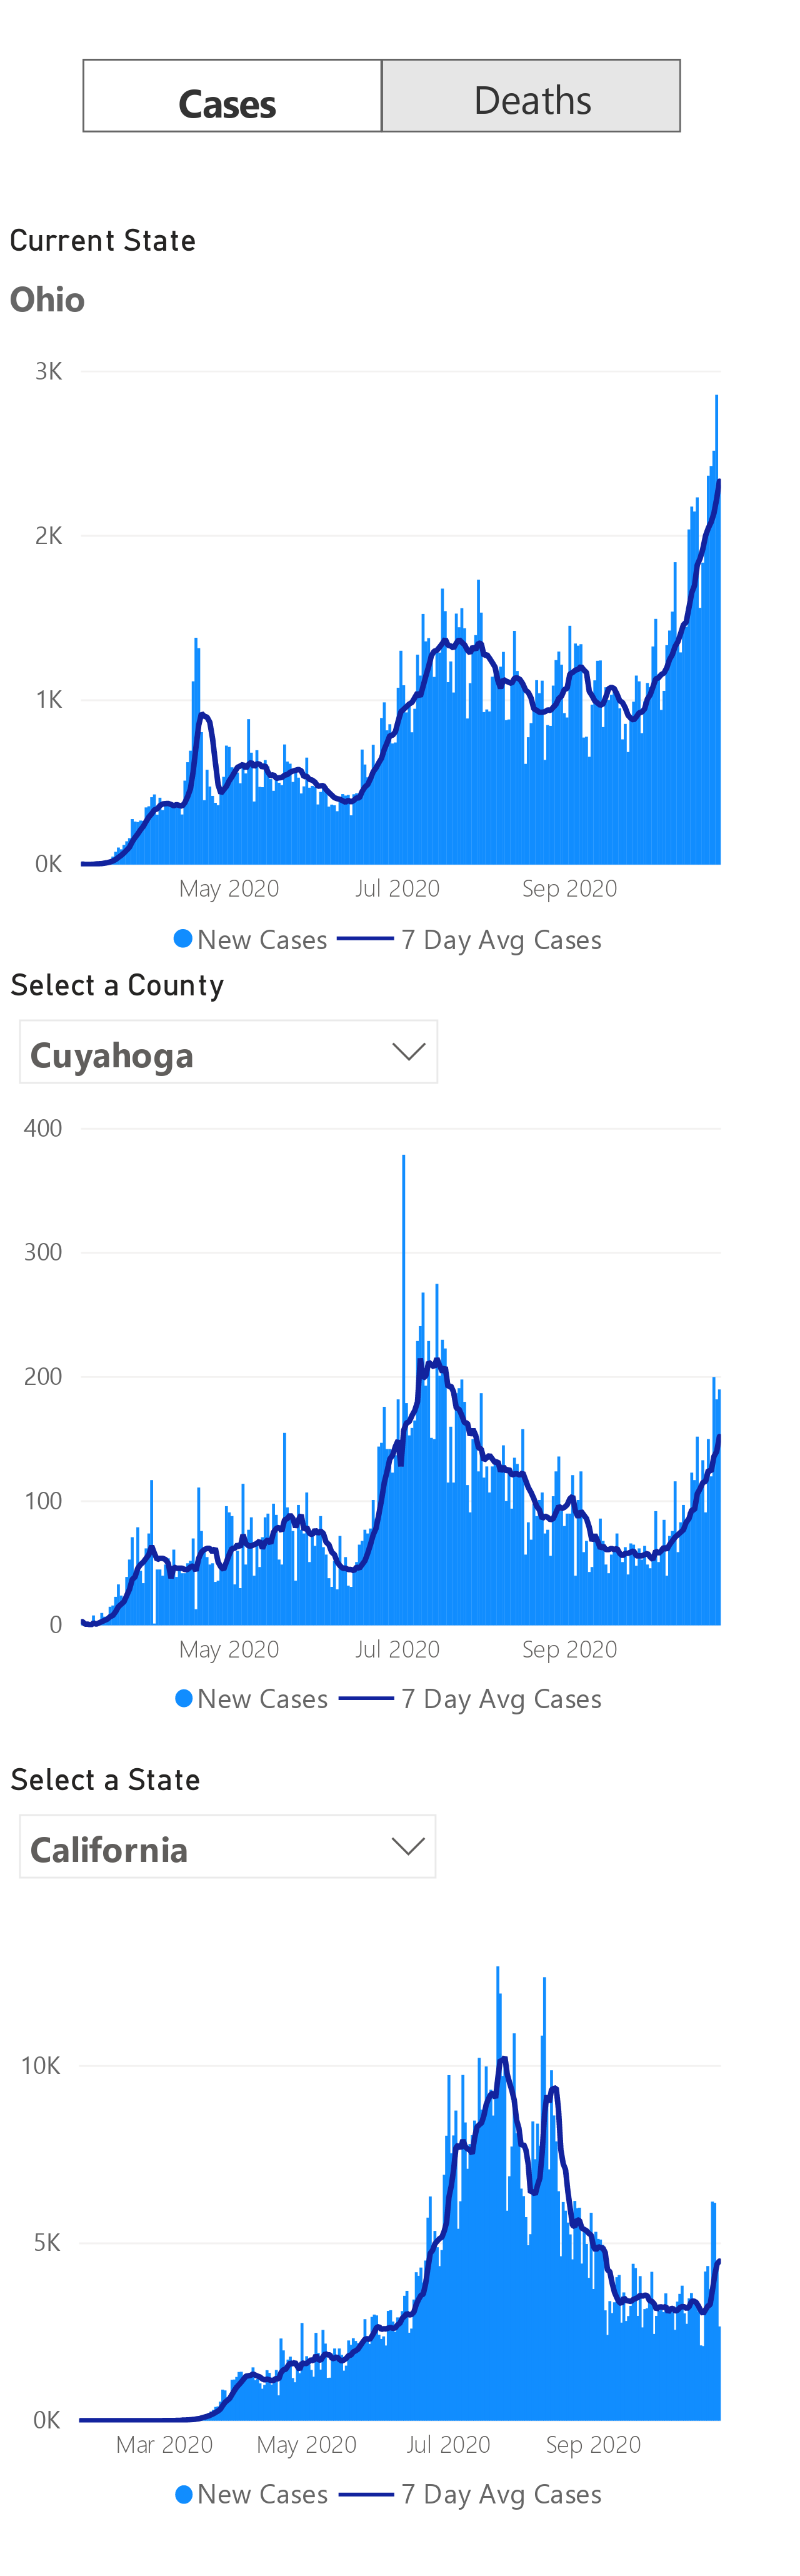 Cases Deaths
Current State
Ohio
3K
2K
1K
0K
May 2020 Jul 2020 Sep 2020
New Cases 7 Day Avg Cases
Select a County
Cuyahoga
400
300
200
100
0
May 2020 Jul 2020 Sep 2020
New Cases 7 Day Avg Cases
Select a State
California
10K
5K
0K
Mar 2020 May 2020 Jul 2020 Sep 2020
New Cases 7 Day Avg Cases